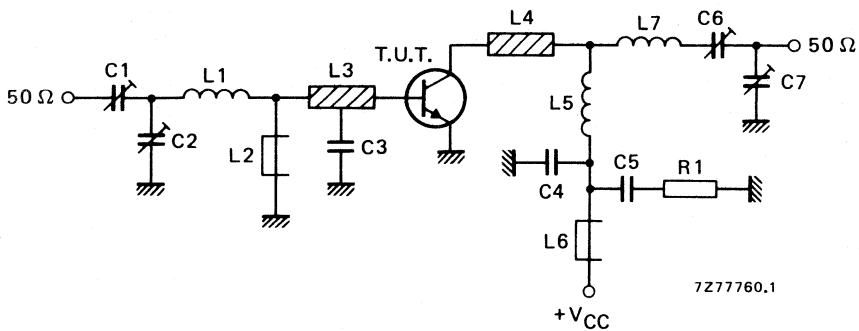 L4
L7
C6
50 Ω
T.U.T.
C1
L1
L3
50 Ω
C7
L5
C2
L2
C3
C4
C5
R1
L6
7Z77760.1
+VCC